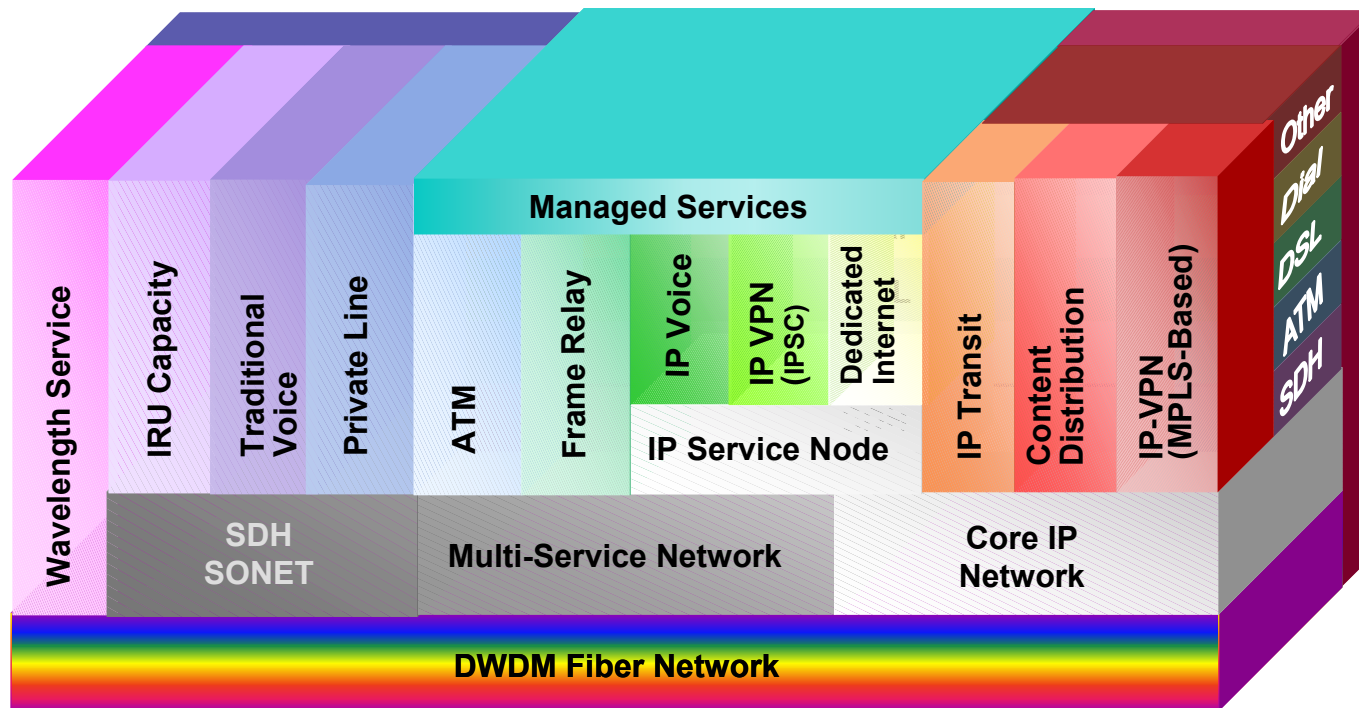 Managed Services
Wavelength Service
IRU Capacity
Traditional
Voice
Private Line
ATM
Frame Relay
IP Voice
IP VPN
(IPSC)
Dedicated
Internet
IP Transit
Content
Distribution
IP-VPN
(MPLS-Based)
Other
Dial
DSL
ATM
SDH
IP Service Node
SDH
SONET
Multi-Service Network
Core IP
Network
DWDM Fiber Network